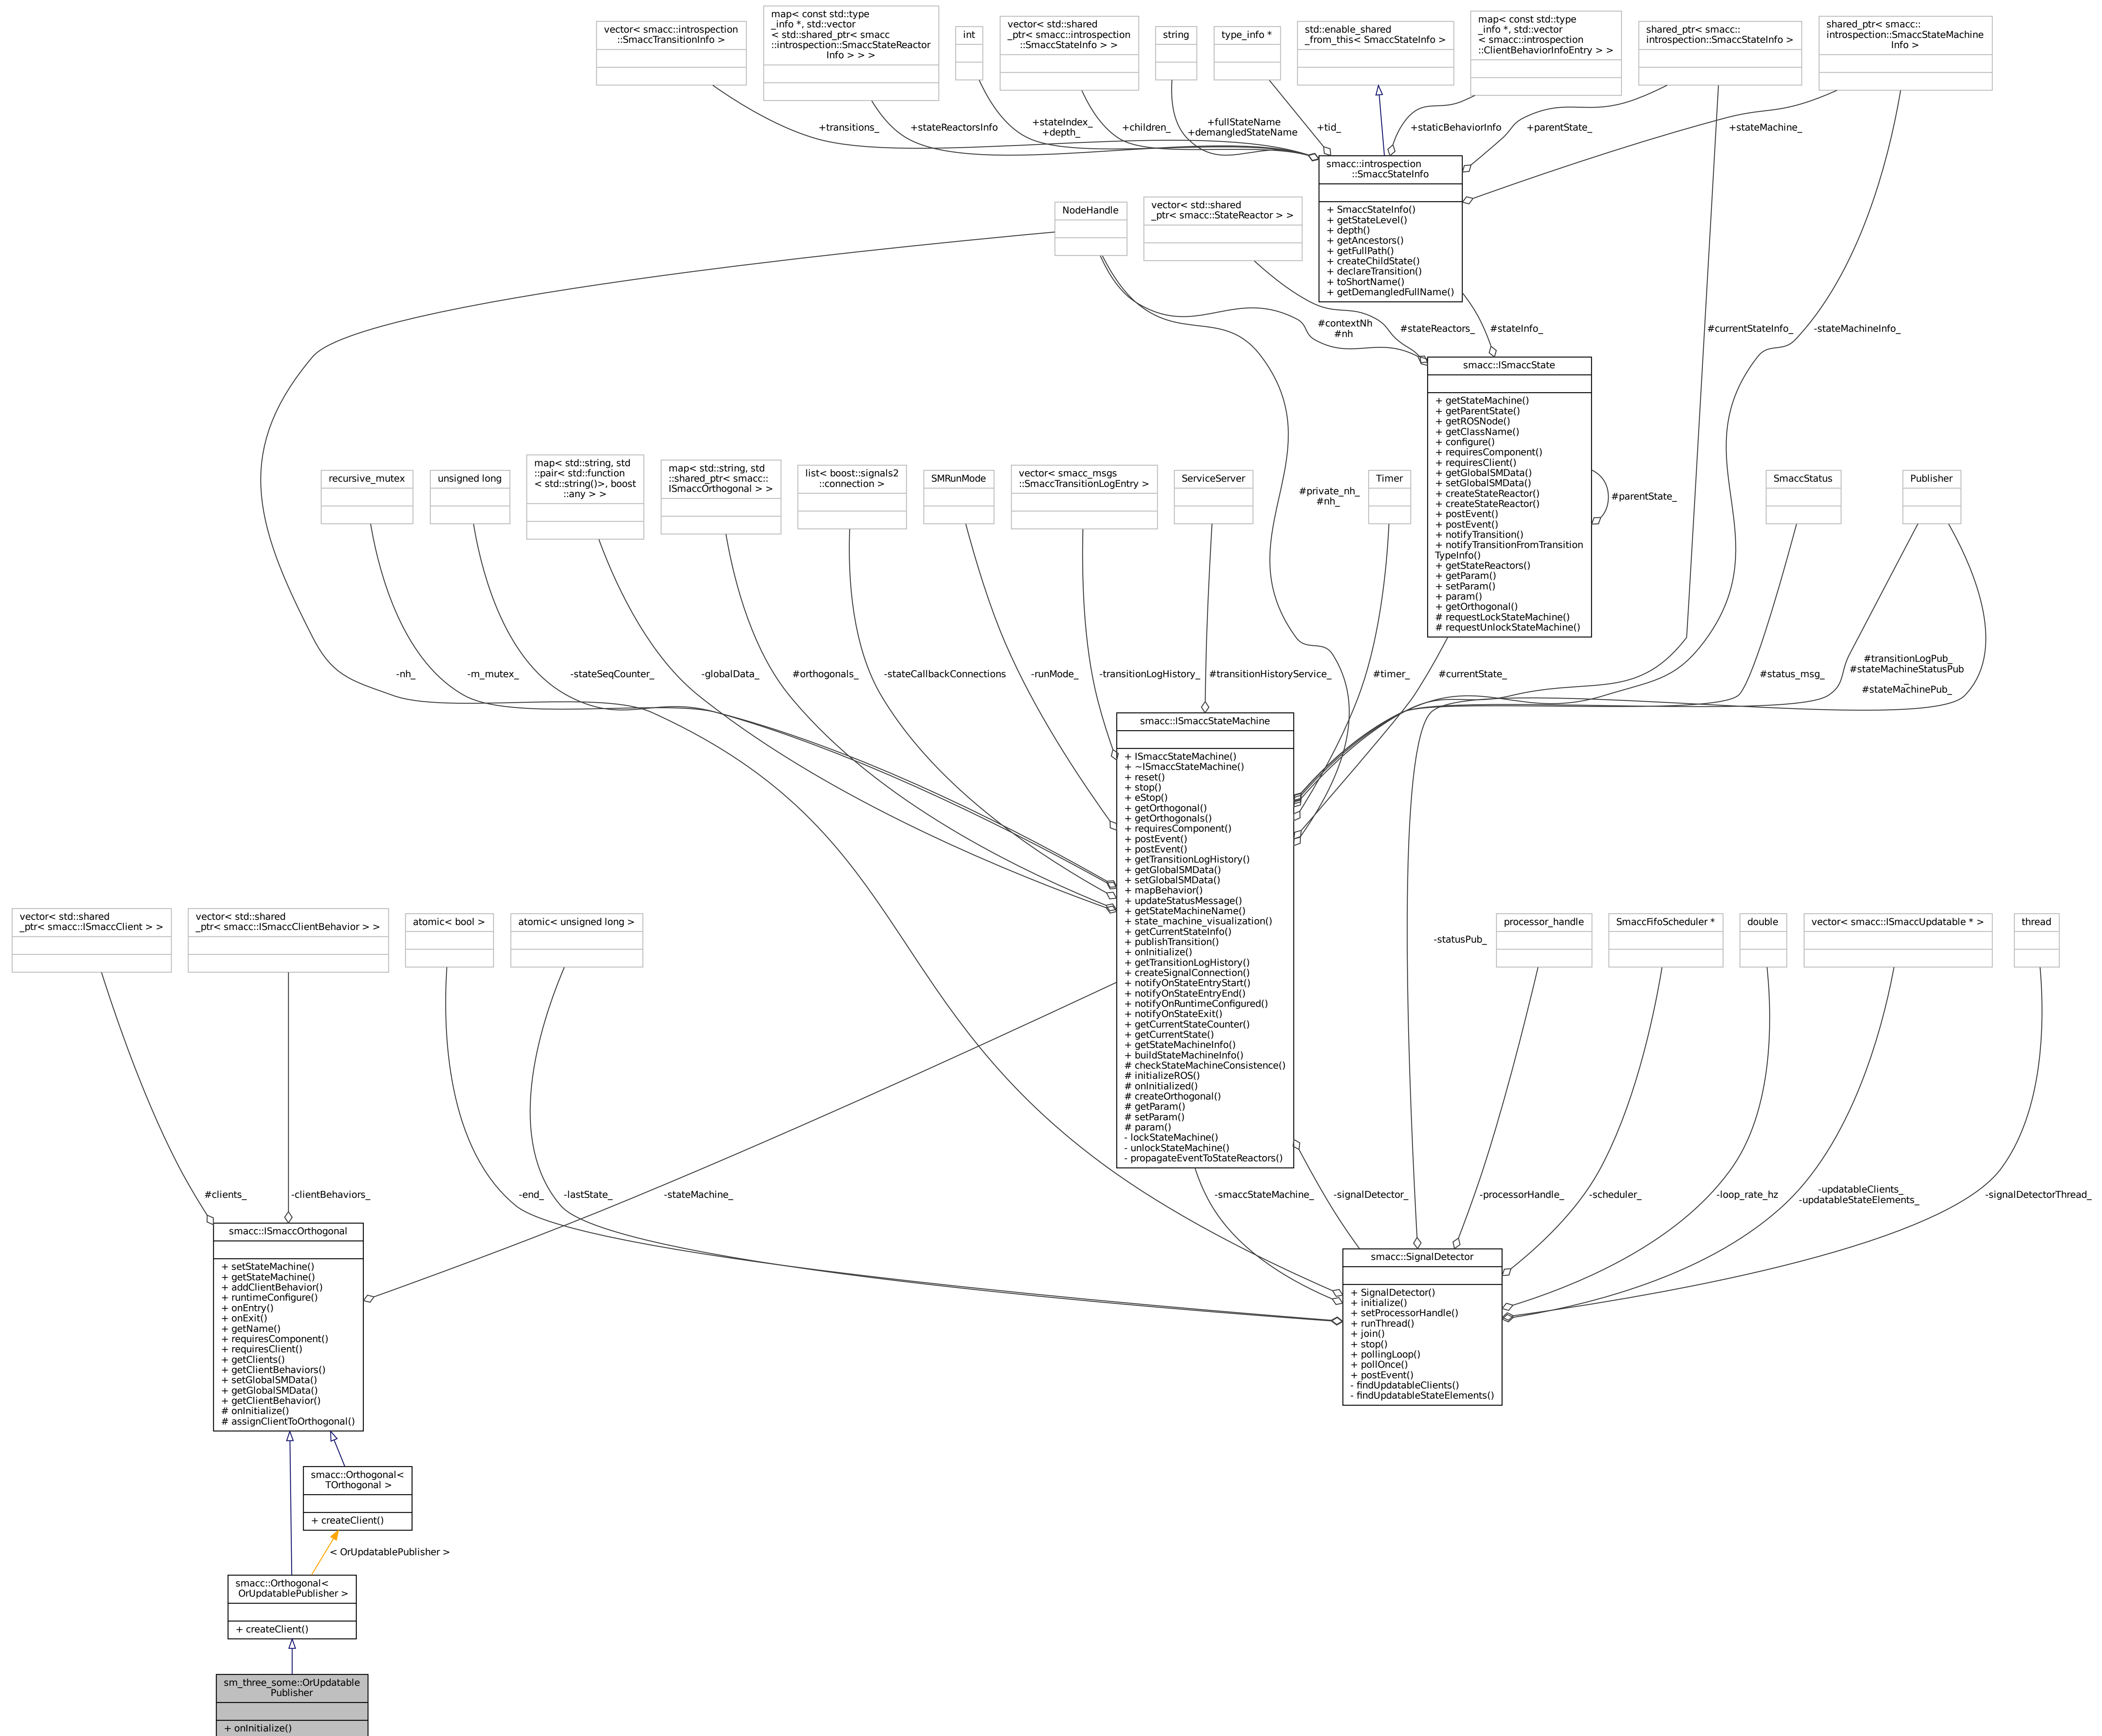 vector< smacc::introspection
::SmaccTransitionInfo >
map< const std::type
_info *, std::vector
< std::shared_ptr< smacc
::introspection::SmaccStateReactor
Info > > >
int
vector< std::shared
_ptr< smacc::introspection
::SmaccStateInfo > >
string
type_info *
std::enable_shared
_from_this< SmaccStateInfo >
map< const std::type
_info *, std::vector
< smacc::introspection
::ClientBehaviorInfoEntry > >
shared_ptr< smacc::
introspection::SmaccStateInfo >
shared_ptr< smacc::
introspection::SmaccStateMachine
Info >
+transitions_
+stateReactorsInfo
+stateIndex_
+depth_
+children_
+fullStateName
+demangledStateName
+tid_
+staticBehaviorInfo
+parentState_
+stateMachine_
smacc::introspection
::SmaccStateInfo
+ SmaccStateInfo()
+ getStateLevel()
+ depth()
+ getAncestors()
+ getFullPath()
+ createChildState()
+ declareTransition()
+ toShortName()
+ getDemangledFullName()
NodeHandle
vector< std::shared
_ptr< smacc::StateReactor > >
#contextNh
#nh
#stateReactors_
#stateInfo_
#currentStateInfo_
-stateMachineInfo_
smacc::ISmaccState
+ getStateMachine()
+ getParentState()
+ getROSNode()
+ getClassName()
+ configure()
+ requiresComponent()
+ requiresClient()
+ getGlobalSMData()
+ setGlobalSMData()
+ createStateReactor()
+ createStateReactor()
+ postEvent()
+ postEvent()
+ notifyTransition()
+ notifyTransitionFromTransition
TypeInfo()
+ getStateReactors()
+ getParam()
+ setParam()
+ param()
+ getOrthogonal()
# requestLockStateMachine()
# requestUnlockStateMachine()
#parentState_
recursive_mutex
unsigned long
map< std::string, std
::pair< std::function
< std::string()>, boost
::any > >
map< std::string, std
::shared_ptr< smacc::
ISmaccOrthogonal > >
list< boost::signals2
::connection >
SMRunMode
vector< smacc_msgs
::SmaccTransitionLogEntry >
ServiceServer
#private_nh_
#nh_
Timer
SmaccStatus
Publisher
-nh_
-m_mutex_
-stateSeqCounter_
-globalData_
#orthogonals_
-stateCallbackConnections
-runMode_
-transitionLogHistory_
#transitionHistoryService_
#timer_
#currentState_
#status_msg_
#transitionLogPub_
#stateMachineStatusPub
_
#stateMachinePub_
smacc::ISmaccStateMachine
+ ISmaccStateMachine()
+ ~ISmaccStateMachine()
+ reset()
+ stop()
+ eStop()
+ getOrthogonal()
+ getOrthogonals()
+ requiresComponent()
+ postEvent()
+ postEvent()
+ getTransitionLogHistory()
+ getGlobalSMData()
+ setGlobalSMData()
+ mapBehavior()
+ updateStatusMessage()
+ getStateMachineName()
+ state_machine_visualization()
+ getCurrentStateInfo()
+ publishTransition()
+ onInitialize()
+ getTransitionLogHistory()
+ createSignalConnection()
+ notifyOnStateEntryStart()
+ notifyOnStateEntryEnd()
+ notifyOnRuntimeConfigured()
+ notifyOnStateExit()
+ getCurrentStateCounter()
+ getCurrentState()
+ getStateMachineInfo()
+ buildStateMachineInfo()
# checkStateMachineConsistence()
# initializeROS()
# onInitialized()
# createOrthogonal()
# getParam()
# setParam()
# param()
- lockStateMachine()
- unlockStateMachine()
- propagateEventToStateReactors()
vector< std::shared
_ptr< smacc::ISmaccClient > >
vector< std::shared
_ptr< smacc::ISmaccClientBehavior > >
atomic< bool >
atomic< unsigned long >
-statusPub_
processor_handle
SmaccFifoScheduler *
double
vector< smacc::ISmaccUpdatable * >
thread
#clients_
-clientBehaviors_
-end_
-lastState_
-stateMachine_
-smaccStateMachine_
-signalDetector_
-processorHandle_
-scheduler_
-loop_rate_hz
-updatableClients_
-updatableStateElements_
-signalDetectorThread_
smacc::ISmaccOrthogonal
+ setStateMachine()
+ getStateMachine()
+ addClientBehavior()
+ runtimeConfigure()
+ onEntry()
+ onExit()
+ getName()
+ requiresComponent()
+ requiresClient()
+ getClients()
+ getClientBehaviors()
+ setGlobalSMData()
+ getGlobalSMData()
+ getClientBehavior()
# onInitialize()
# assignClientToOrthogonal()
smacc::SignalDetector
+ SignalDetector()
+ initialize()
+ setProcessorHandle()
+ runThread()
+ join()
+ stop()
+ pollingLoop()
+ pollOnce()
+ postEvent()
- findUpdatableClients()
- findUpdatableStateElements()
smacc::Orthogonal<
TOrthogonal >
+ createClient()
< OrUpdatablePublisher >
smacc::Orthogonal<
OrUpdatablePublisher >
+ createClient()
sm_three_some::OrUpdatable
Publisher
+ onInitialize()